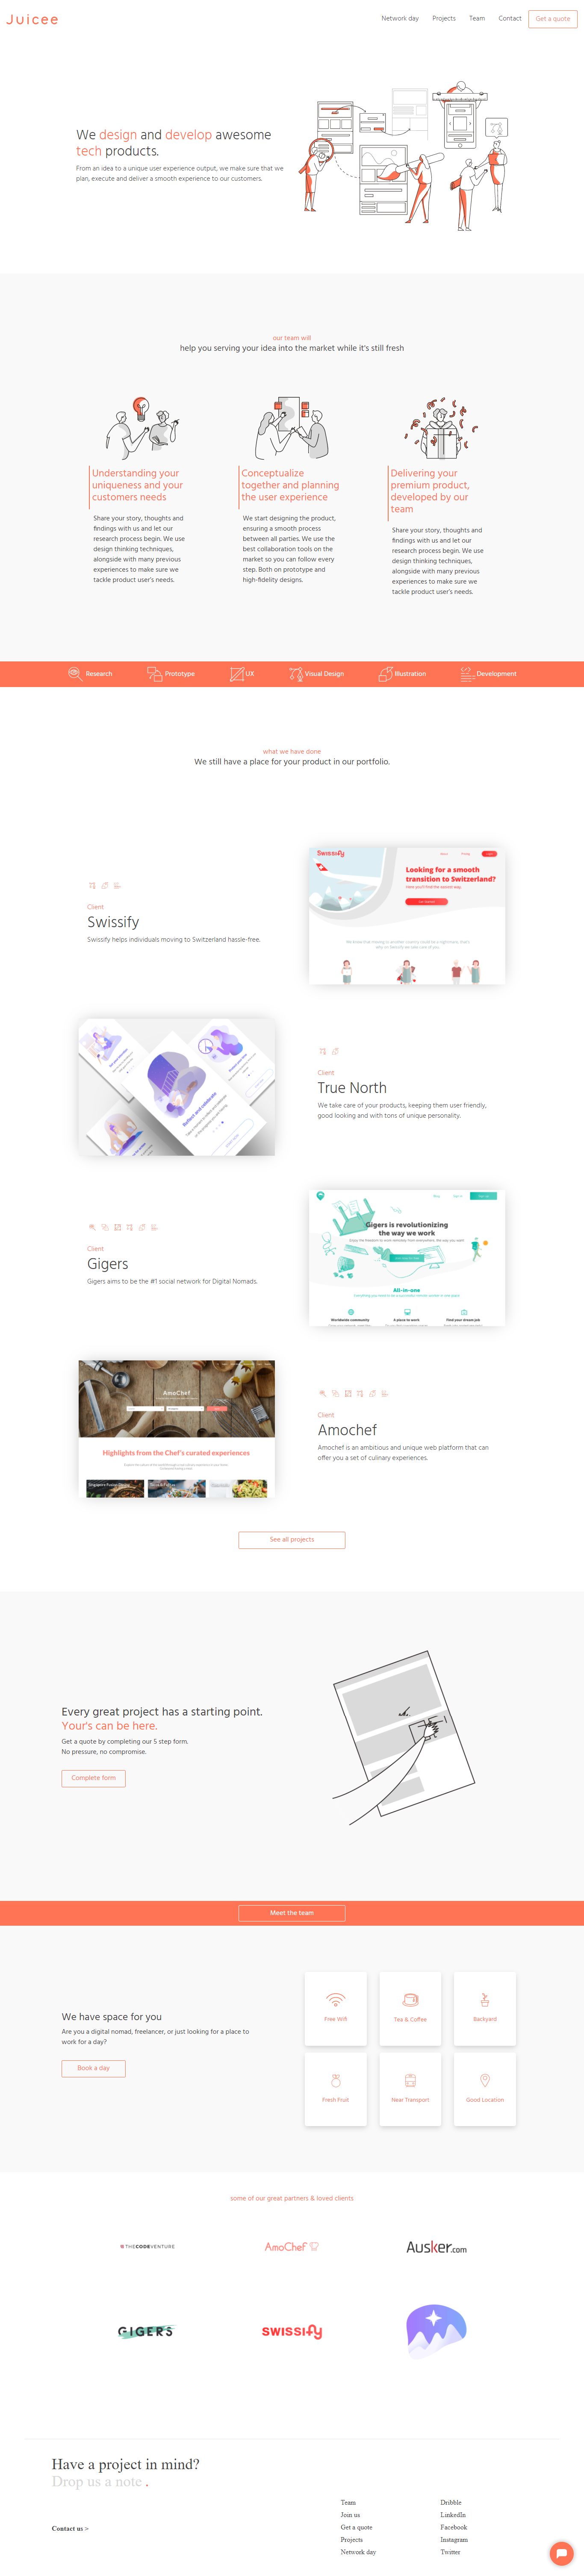 Juicee
Network day
Projects
Team
Contact
Get a quote
We design and develop awesome
tech products.
From an idea to a unique user experience output, we make sure that we
plan, execute and deliver a smooth experience to our customers.
our team will
help you serving your idea into the market while it's still fresh
Understanding your
uniqueness and your
customers needs
Share your story, thoughts and
findings with us and let our
research process begin. We use
design thinking techniques,
alongside with many previous
experiences to make sure we
tackle product user's needs.
Conceptualize
together and planning
the user experience
We start designing the product,
ensuring a smooth process
between all parties. We use the
best collaboration tools on the
market so you can follow every
step. Both on prototype and
high-fidelity designs.
Delivering your
premium product,
developed by our
team
Share your story, thoughts and
findings with us and let our
research process begin. We use
design thinking techniques,
alongside with many previous
experiences to make sure we
tackle product user's needs.
Research
Prototype
UX
Visual Design
Illustration
Development
what we have done
We still have a place for your product in our portfolio.
Client
Swissify
Swissify helps individuals moving to Switzerland hassle-free.
Swissify
Looking for a smooth
transition to Switzerland?
Client
True North
We take care of your products, keeping them user friendly,
good looking and with tons of unique personality.
Client
Gigers
Gigers aims to be the #1 social network for Digital Nomads.
Gigers is revolutionizing
the way we work
All-in-one
Worldwide community
A place to work
Find your dream job
AmoChef
Highlights from the Chef's curated experiences
Client
Amochef
Amochef is an ambitious and unique web platform that can
offer you a set of culinary experiences.
See all projects
Every great project has a starting point.
Your's can be here.
Get a quote by completing our 5 step form.
No pressure, no compromise.
Complete form
Meet the team
We have space for you
Are you a digital nomad, freelancer, or just looking for a place to
work for a day?
Book a day
Free Wifi
Tea & Coffee
Backyard
Fresh Fruit
Near Transport
Good Location
some of our great partners & loved clients
THECODEVENTURE
AmoChef
Ausker.com
GIGERS
swissify
Have a project in mind?
Drop us a note .
Contact us >
Team
Join us
Get a quote
Projects
Network day
Dribble
LinkedIn
Facebook
Instagram
Twitter